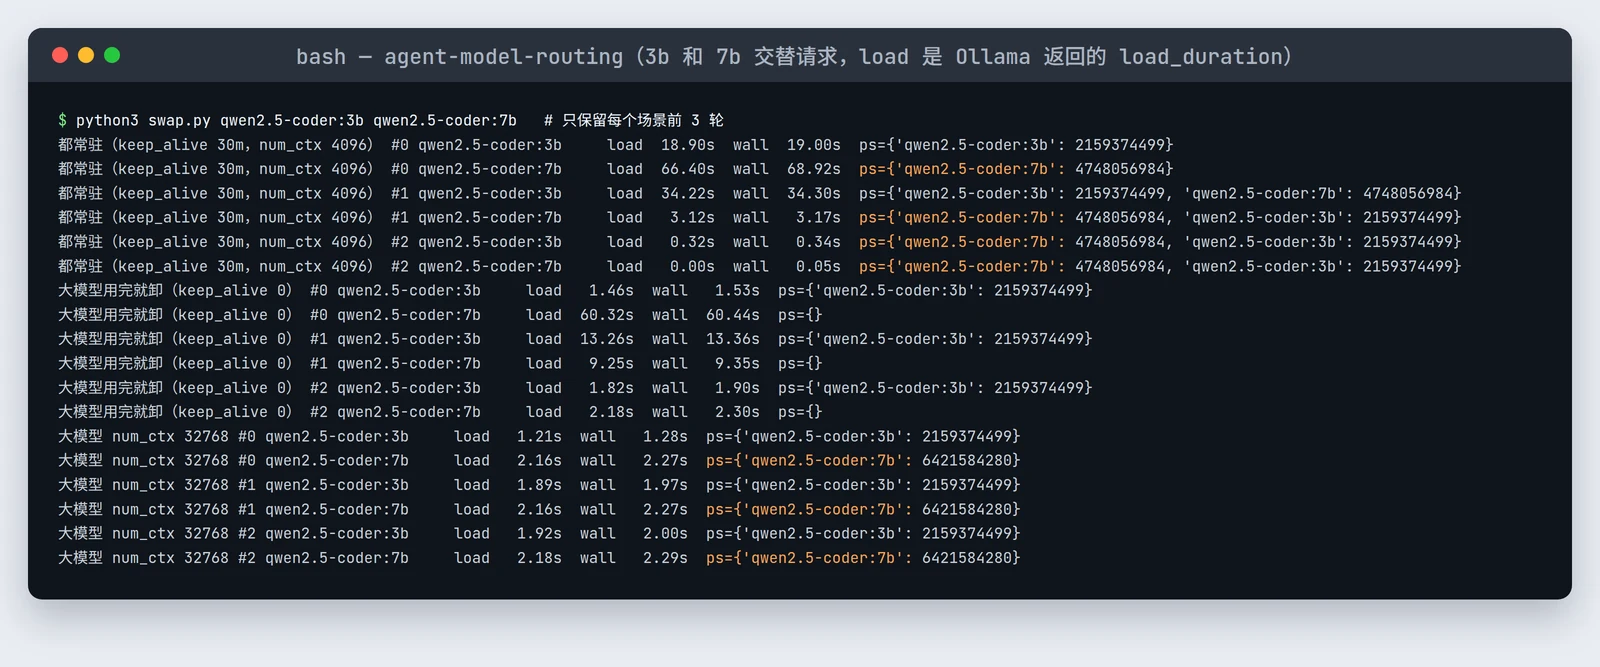 bash — agent-model-routing（3b 和 7b 交替请求，load 是 Ollama 返回的 load_duration）
$ python3 swap.py qwen2.5-coder:3b qwen2.5-coder:7b   # 只保留每个场景前 3 轮
都常驻（keep_alive 30m，num_ctx 4096） #0 qwen2.5-coder:3b     load  18.90s  wall  19.00s  ps={'qwen2.5-coder:3b': 2159374499}
都常驻（keep_alive 30m，num_ctx 4096） #0 qwen2.5-coder:7b     load  66.40s  wall  68.92s  ps={'qwen2.5-coder:7b': 4748056984}
都常驻（keep_alive 30m，num_ctx 4096） #1 qwen2.5-coder:3b     load  34.22s  wall  34.30s  ps={'qwen2.5-coder:3b': 2159374499, 'qwen2.5-coder:7b': 4748056984}
都常驻（keep_alive 30m，num_ctx 4096） #1 qwen2.5-coder:7b     load   3.12s  wall   3.17s  ps={'qwen2.5-coder:7b': 4748056984, 'qwen2.5-coder:3b': 2159374499}
都常驻（keep_alive 30m，num_ctx 4096） #2 qwen2.5-coder:3b     load   0.32s  wall   0.34s  ps={'qwen2.5-coder:7b': 4748056984, 'qwen2.5-coder:3b': 2159374499}
都常驻（keep_alive 30m，num_ctx 4096） #2 qwen2.5-coder:7b     load   0.00s  wall   0.05s  ps={'qwen2.5-coder:7b': 4748056984, 'qwen2.5-coder:3b': 2159374499}
大模型用完就卸（keep_alive 0） #0 qwen2.5-coder:3b     load   1.46s  wall   1.53s  ps={'qwen2.5-coder:3b': 2159374499}
大模型用完就卸（keep_alive 0） #0 qwen2.5-coder:7b     load  60.32s  wall  60.44s  ps={}
大模型用完就卸（keep_alive 0） #1 qwen2.5-coder:3b     load  13.26s  wall  13.36s  ps={'qwen2.5-coder:3b': 2159374499}
大模型用完就卸（keep_alive 0） #1 qwen2.5-coder:7b     load   9.25s  wall   9.35s  ps={}
大模型用完就卸（keep_alive 0） #2 qwen2.5-coder:3b     load   1.82s  wall   1.90s  ps={'qwen2.5-coder:3b': 2159374499}
大模型用完就卸（keep_alive 0） #2 qwen2.5-coder:7b     load   2.18s  wall   2.30s  ps={}
大模型 num_ctx 32768 #0 qwen2.5-coder:3b     load   1.21s  wall   1.28s  ps={'qwen2.5-coder:3b': 2159374499}
大模型 num_ctx 32768 #0 qwen2.5-coder:7b     load   2.16s  wall   2.27s  ps={'qwen2.5-coder:7b': 6421584280}
大模型 num_ctx 32768 #1 qwen2.5-coder:3b     load   1.89s  wall   1.97s  ps={'qwen2.5-coder:3b': 2159374499}
大模型 num_ctx 32768 #1 qwen2.5-coder:7b     load   2.16s  wall   2.27s  ps={'qwen2.5-coder:7b': 6421584280}
大模型 num_ctx 32768 #2 qwen2.5-coder:3b     load   1.92s  wall   2.00s  ps={'qwen2.5-coder:3b': 2159374499}
大模型 num_ctx 32768 #2 qwen2.5-coder:7b     load   2.18s  wall   2.29s  ps={'qwen2.5-coder:7b': 6421584280}